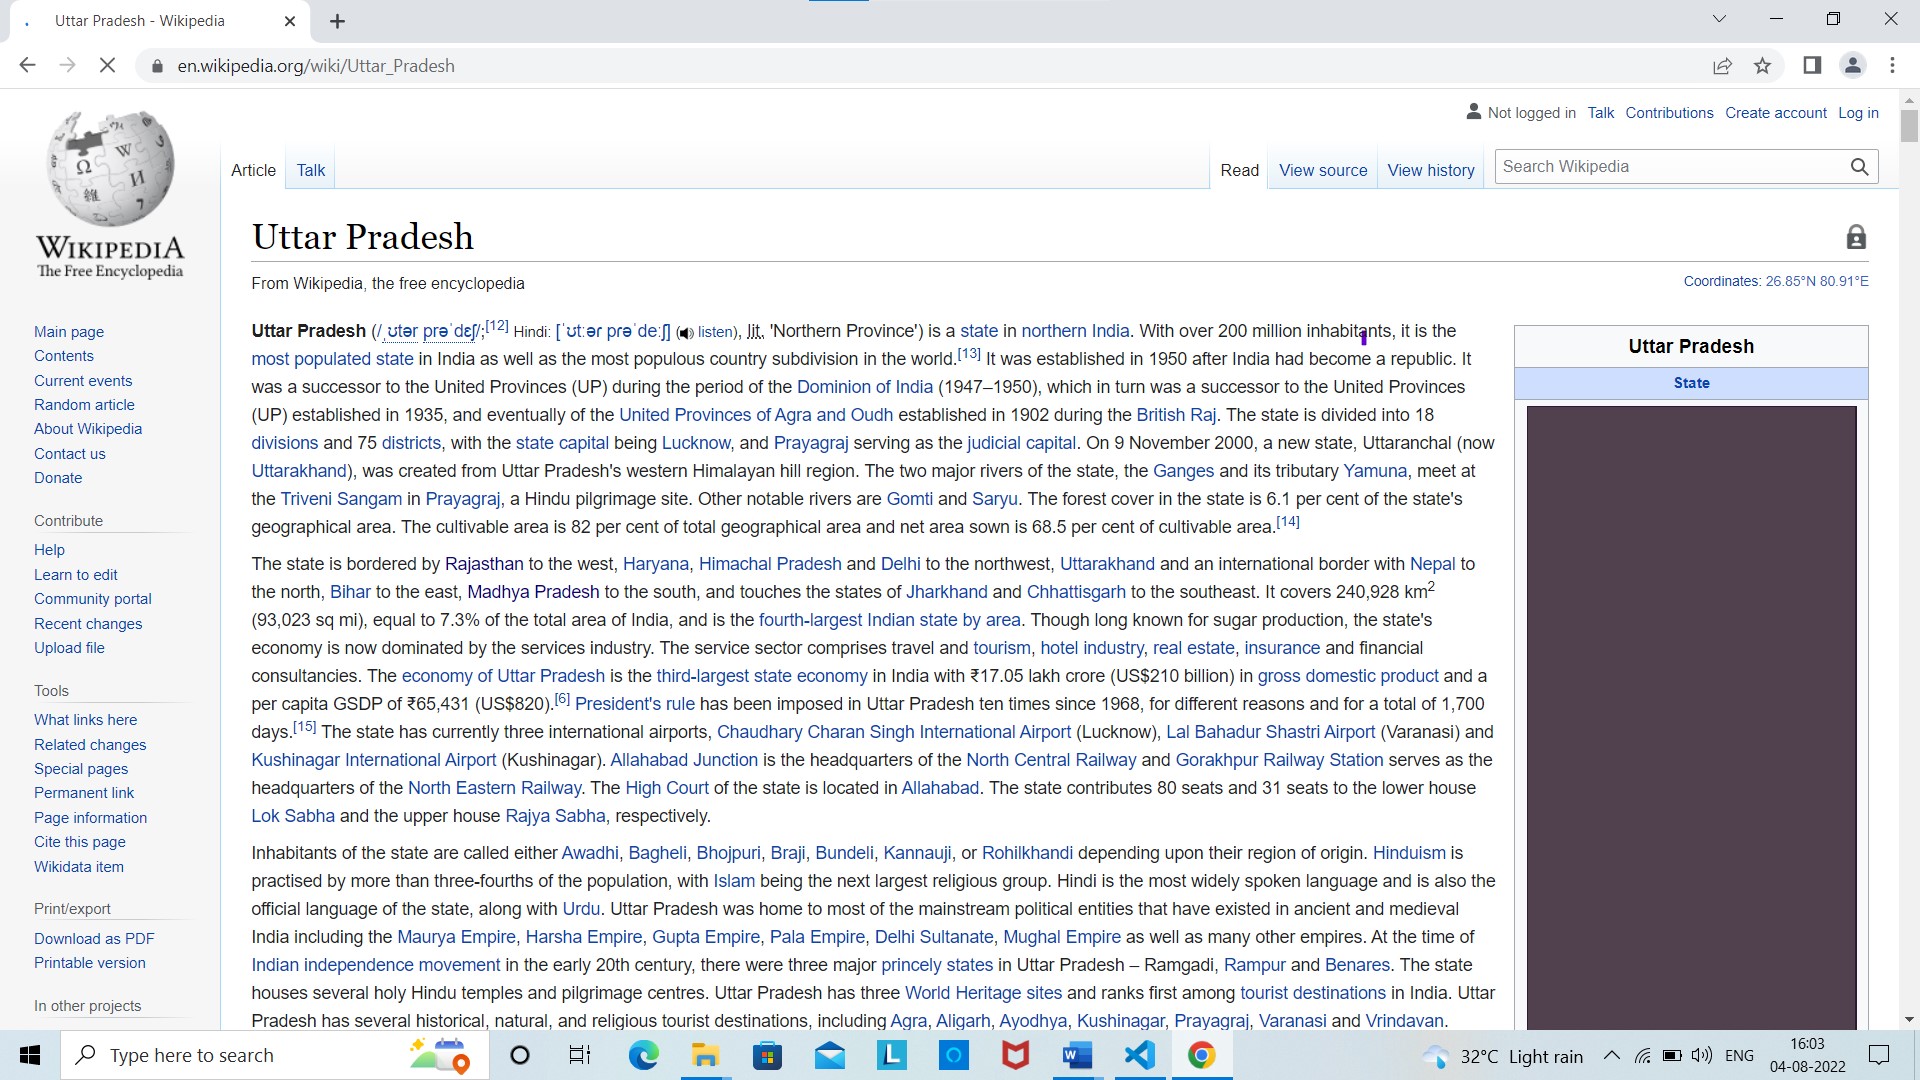 Uttar Pradesh - Wikipedia
en.wikipedia.org/wiki/Uttar_Pradesh
Not logged in Talk Contributions Create account Log in
Article Talk Read View source View history Search Wikipedia
WIKIPEDIA
The Free Encyclopedia
Uttar Pradesh
From Wikipedia, the free encyclopedia
Coordinates: 26.85°N 80.91°E
Main page
Contents
Current events
Random article
About Wikipedia
Contact us
Donate
Contribute
Help
Learn to edit
Community portal
Recent changes
Upload file
Tools
What links here
Related changes
Special pages
Permanent link
Page information
Cite this page
Wikidata item
Print/export
Download as PDF
Printable version
In other projects
Uttar Pradesh (/ˌʊtər prəˈdɛʃ/;[12] Hindi: [ˈʊtːər prəˈdeːʃ] (listen), lit. 'Northern Province') is a state in northern India. With over 200 million inhabitants, it is the
most populated state in India as well as the most populous country subdivision in the world.[13] It was established in 1950 after India had become a republic. It
was a successor to the United Provinces (UP) during the period of the Dominion of India (1947–1950), which in turn was a successor to the United Provinces
(UP) established in 1935, and eventually of the United Provinces of Agra and Oudh established in 1902 during the British Raj. The state is divided into 18
divisions and 75 districts, with the state capital being Lucknow, and Prayagraj serving as the judicial capital. On 9 November 2000, a new state, Uttaranchal (now
Uttarakhand), was created from Uttar Pradesh's western Himalayan hill region. The two major rivers of the state, the Ganges and its tributary Yamuna, meet at
the Triveni Sangam in Prayagraj, a Hindu pilgrimage site. Other notable rivers are Gomti and Saryu. The forest cover in the state is 6.1 per cent of the state's
geographical area. The cultivable area is 82 per cent of total geographical area and net area sown is 68.5 per cent of cultivable area.[14]
The state is bordered by Rajasthan to the west, Haryana, Himachal Pradesh and Delhi to the northwest, Uttarakhand and an international border with Nepal to
the north, Bihar to the east, Madhya Pradesh to the south, and touches the states of Jharkhand and Chhattisgarh to the southeast. It covers 240,928 km2
(93,023 sq mi), equal to 7.3% of the total area of India, and is the fourth-largest Indian state by area. Though long known for sugar production, the state's
economy is now dominated by the services industry. The service sector comprises travel and tourism, hotel industry, real estate, insurance and financial
consultancies. The economy of Uttar Pradesh is the third-largest state economy in India with ₹17.05 lakh crore (US$210 billion) in gross domestic product and a
per capita GSDP of ₹65,431 (US$820).[6] President's rule has been imposed in Uttar Pradesh ten times since 1968, for different reasons and for a total of 1,700
days.[15] The state has currently three international airports, Chaudhary Charan Singh International Airport (Lucknow), Lal Bahadur Shastri Airport (Varanasi) and
Kushinagar International Airport (Kushinagar). Allahabad Junction is the headquarters of the North Central Railway and Gorakhpur Railway Station serves as the
headquarters of the North Eastern Railway. The High Court of the state is located in Allahabad. The state contributes 80 seats and 31 seats to the lower house
Lok Sabha and the upper house Rajya Sabha, respectively.
Inhabitants of the state are called either Awadhi, Bagheli, Bhojpuri, Braji, Bundeli, Kannauji, or Rohilkhandi depending upon their region of origin. Hinduism is
practised by more than three-fourths of the population, with Islam being the next largest religious group. Hindi is the most widely spoken language and is also the
official language of the state, along with Urdu. Uttar Pradesh was home to most of the mainstream political entities that have existed in ancient and medieval
India including the Maurya Empire, Harsha Empire, Gupta Empire, Pala Empire, Delhi Sultanate, Mughal Empire as well as many other empires. At the time of
Indian independence movement in the early 20th century, there were three major princely states in Uttar Pradesh – Ramgadi, Rampur and Benares. The state
houses several holy Hindu temples and pilgrimage centres. Uttar Pradesh has three World Heritage sites and ranks first among tourist destinations in India. Uttar
Pradesh has several historical, natural, and religious tourist destinations, including Agra, Aligarh, Ayodhya, Kushinagar, Prayagraj, Varanasi and Vrindavan.
Uttar Pradesh
State
Type here to search
32°C Light rain
ENG
16:03
04-08-2022